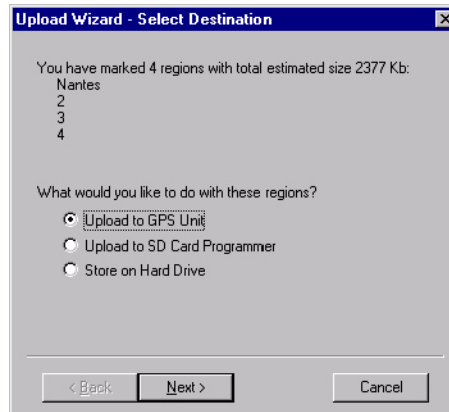 Upload Wizard - Select Destination
You have marked 4 regions with total estimated size 2377 Kb:
Nantes
2
3
4
What would you like to do with these regions?
Upload to GPS Unit
Upload to SD Card Programmer
Store on Hard Drive
< Back
Next >
Cancel